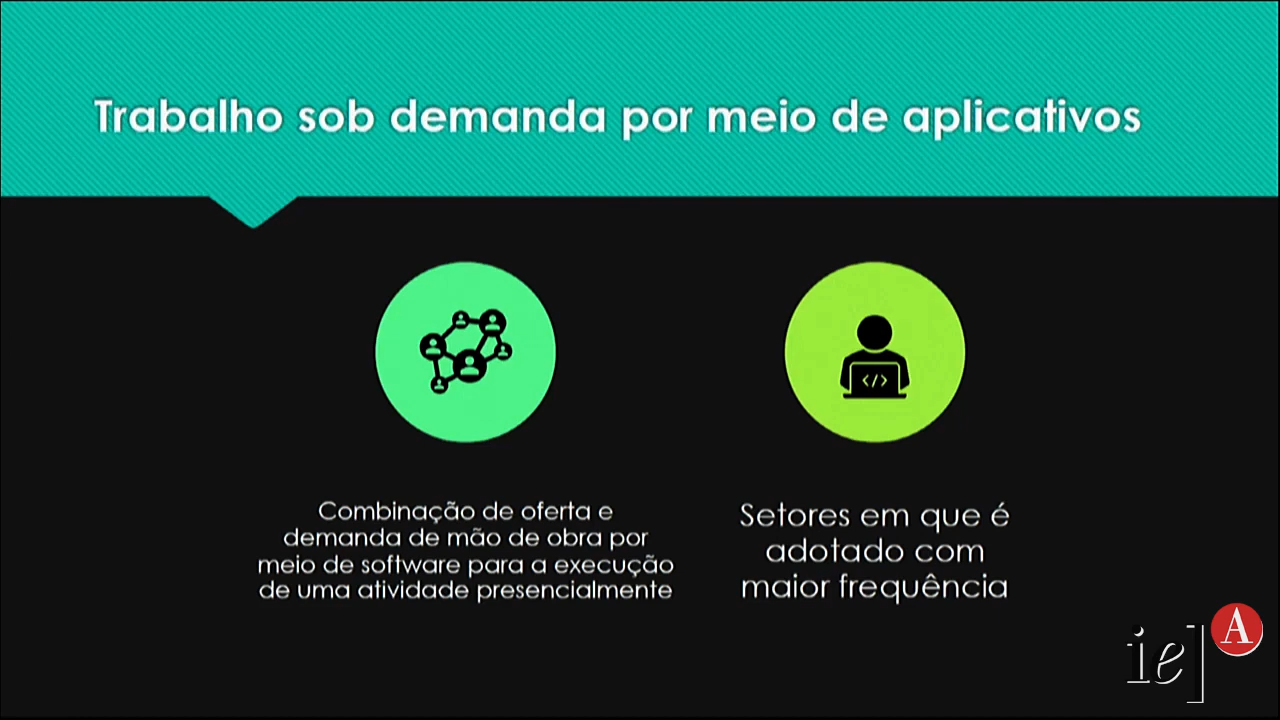 Trabalho sob demanda por meio de aplicativos
Combinação de oferta e
demanda de mão de obra por
meio de software para a execução
de uma atividade presencialmente
Setores em que é
adotado com
maior frequência
</>
ie]
A